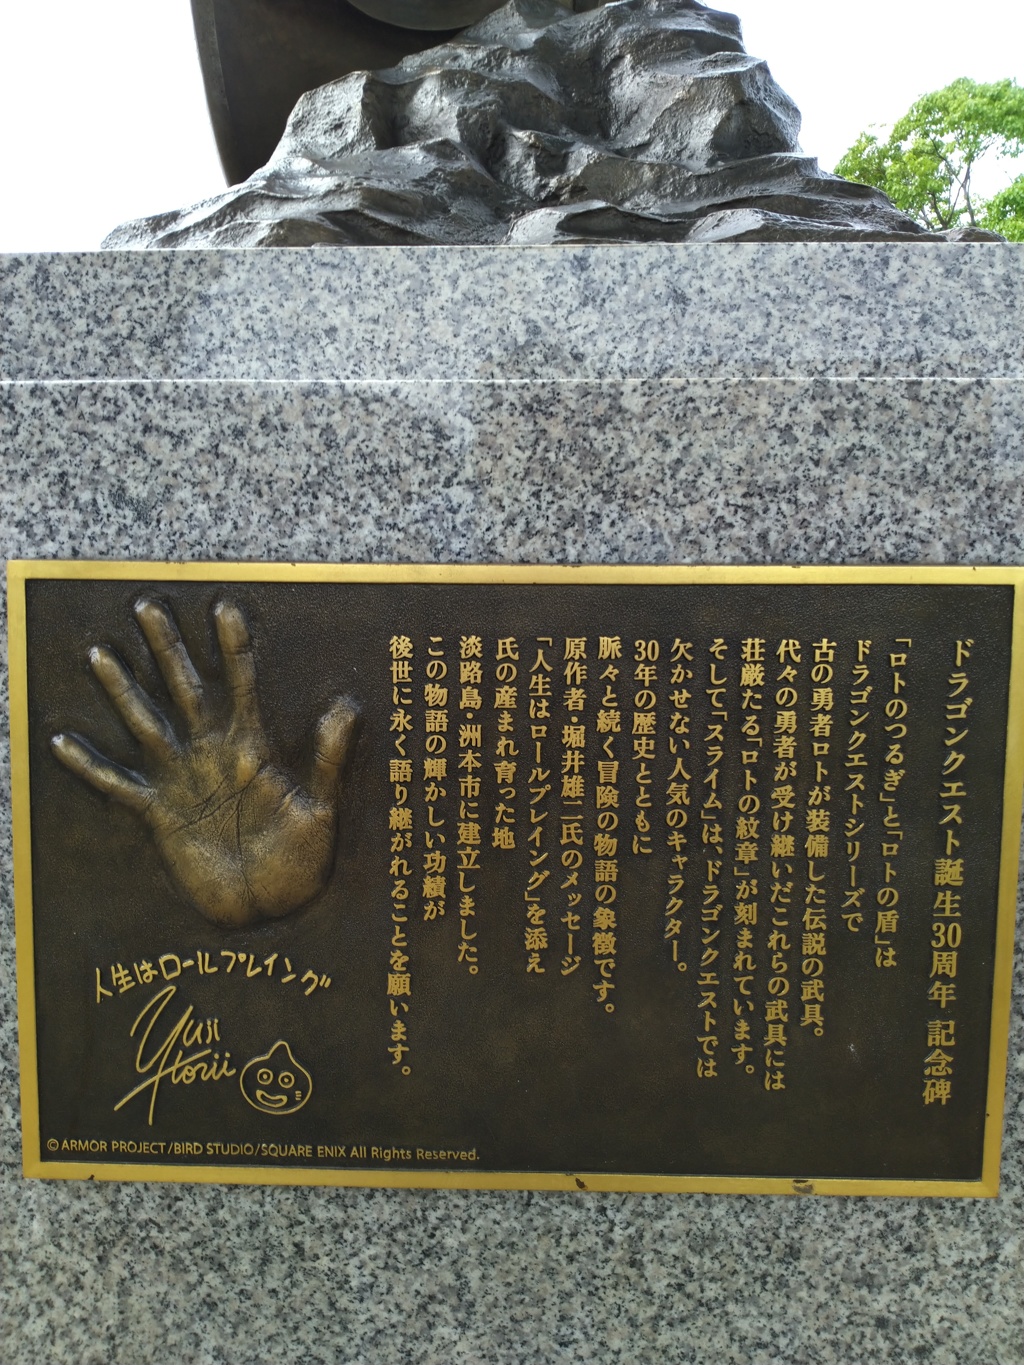 ドラゴンクエスト誕生30周年 記念碑
「ロトのつるぎ」と「ロトの盾」は
ドラゴンクエストシリーズで
古の勇者ロトが装備した伝説の武具。
代々の勇者が受け継いだこれらの武具には
荘厳たる「ロトの紋章」が刻まれています。
そして「スライム」は、ドラゴンクエストでは
欠かせない人気のキャラクター。
30年の歴史とともに
脈々と続く冒険の物語の象徴です。
原作者・堀井雄二氏のメッセージ
「人生はロールプレイング」を添え
氏の産まれ育った地
淡路島・洲本市に建立しました。
この物語の輝かしい功績が
後世に永く語り継がれることを願います。
人生はロールプレイング
Yuji
Horii
© ARMOR PROJECT/BIRD STUDIO/SQUARE ENIX All Rights Reserved.